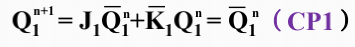 Q₁ⁿ⁺¹ = J₁Q̅₁ⁿ+K̅₁Q₁ⁿ = Q̅₁ⁿ (CP1)